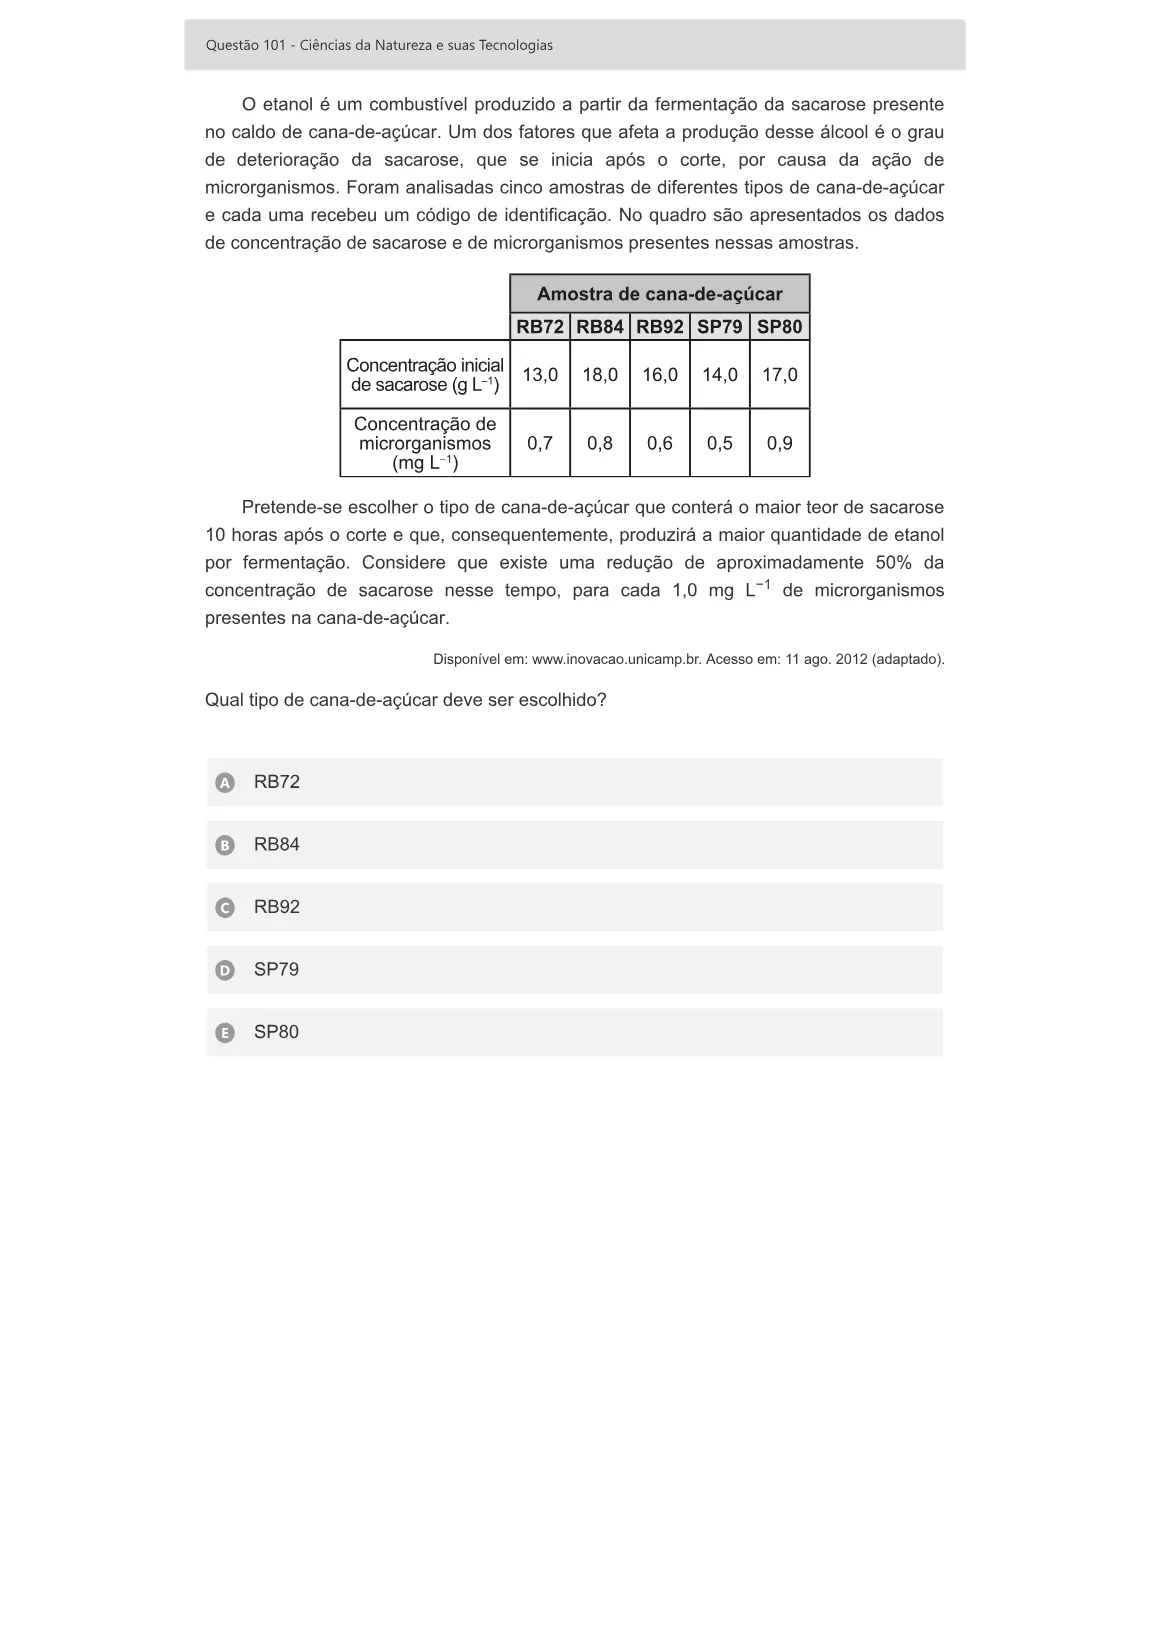 Questão 101 - Ciências da Natureza e suas Tecnologias
O etanol é um combustível produzido a partir da fermentação da sacarose presente
no caldo de cana-de-açúcar. Um dos fatores que afeta a produção desse álcool é o grau
de deterioração da sacarose, que se inicia após o corte, por causa da ação de
microrganismos. Foram analisadas cinco amostras de diferentes tipos de cana-de-açúcar
e cada uma recebeu um código de identificação. No quadro são apresentados os dados
de concentração de sacarose e de microrganismos presentes nessas amostras.
Amostra de cana-de-açúcar
RB72 RB84 RB92 SP79 SP80
Concentração inicial
de sacarose (g L⁻¹) 13,0 18,0 16,0 14,0 17,0
Concentração de
microrganismos 0,7 0,8 0,6 0,5 0,9
(mg L⁻¹)
Pretende-se escolher o tipo de cana-de-açúcar que conterá o maior teor de sacarose
10 horas após o corte e que, consequentemente, produzirá a maior quantidade de etanol
por fermentação. Considere que existe uma redução de aproximadamente 50% da
concentração de sacarose nesse tempo, para cada 1,0 mg L⁻¹ de microrganismos
presentes na cana-de-açúcar.
Disponível em: www.inovacao.unicamp.br. Acesso em: 11 ago. 2012 (adaptado).
Qual tipo de cana-de-açúcar deve ser escolhido?
A RB72
B RB84
C RB92
D SP79
E SP80